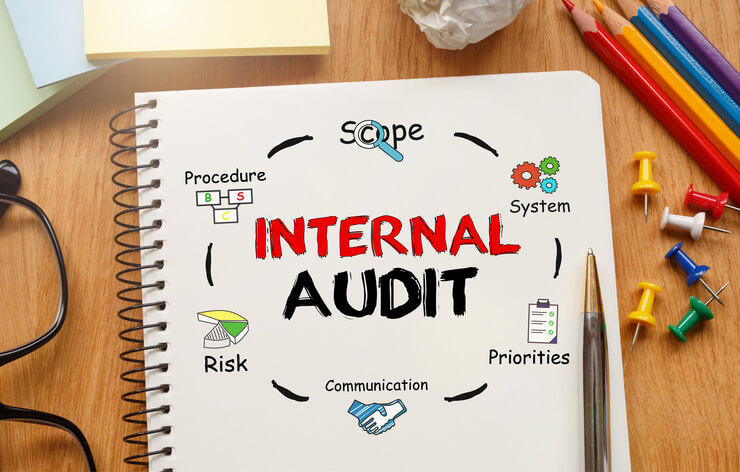 Scope
Procedure
B S
C
System
INTERNAL
AUDIT
Risk
Priorities
Communication